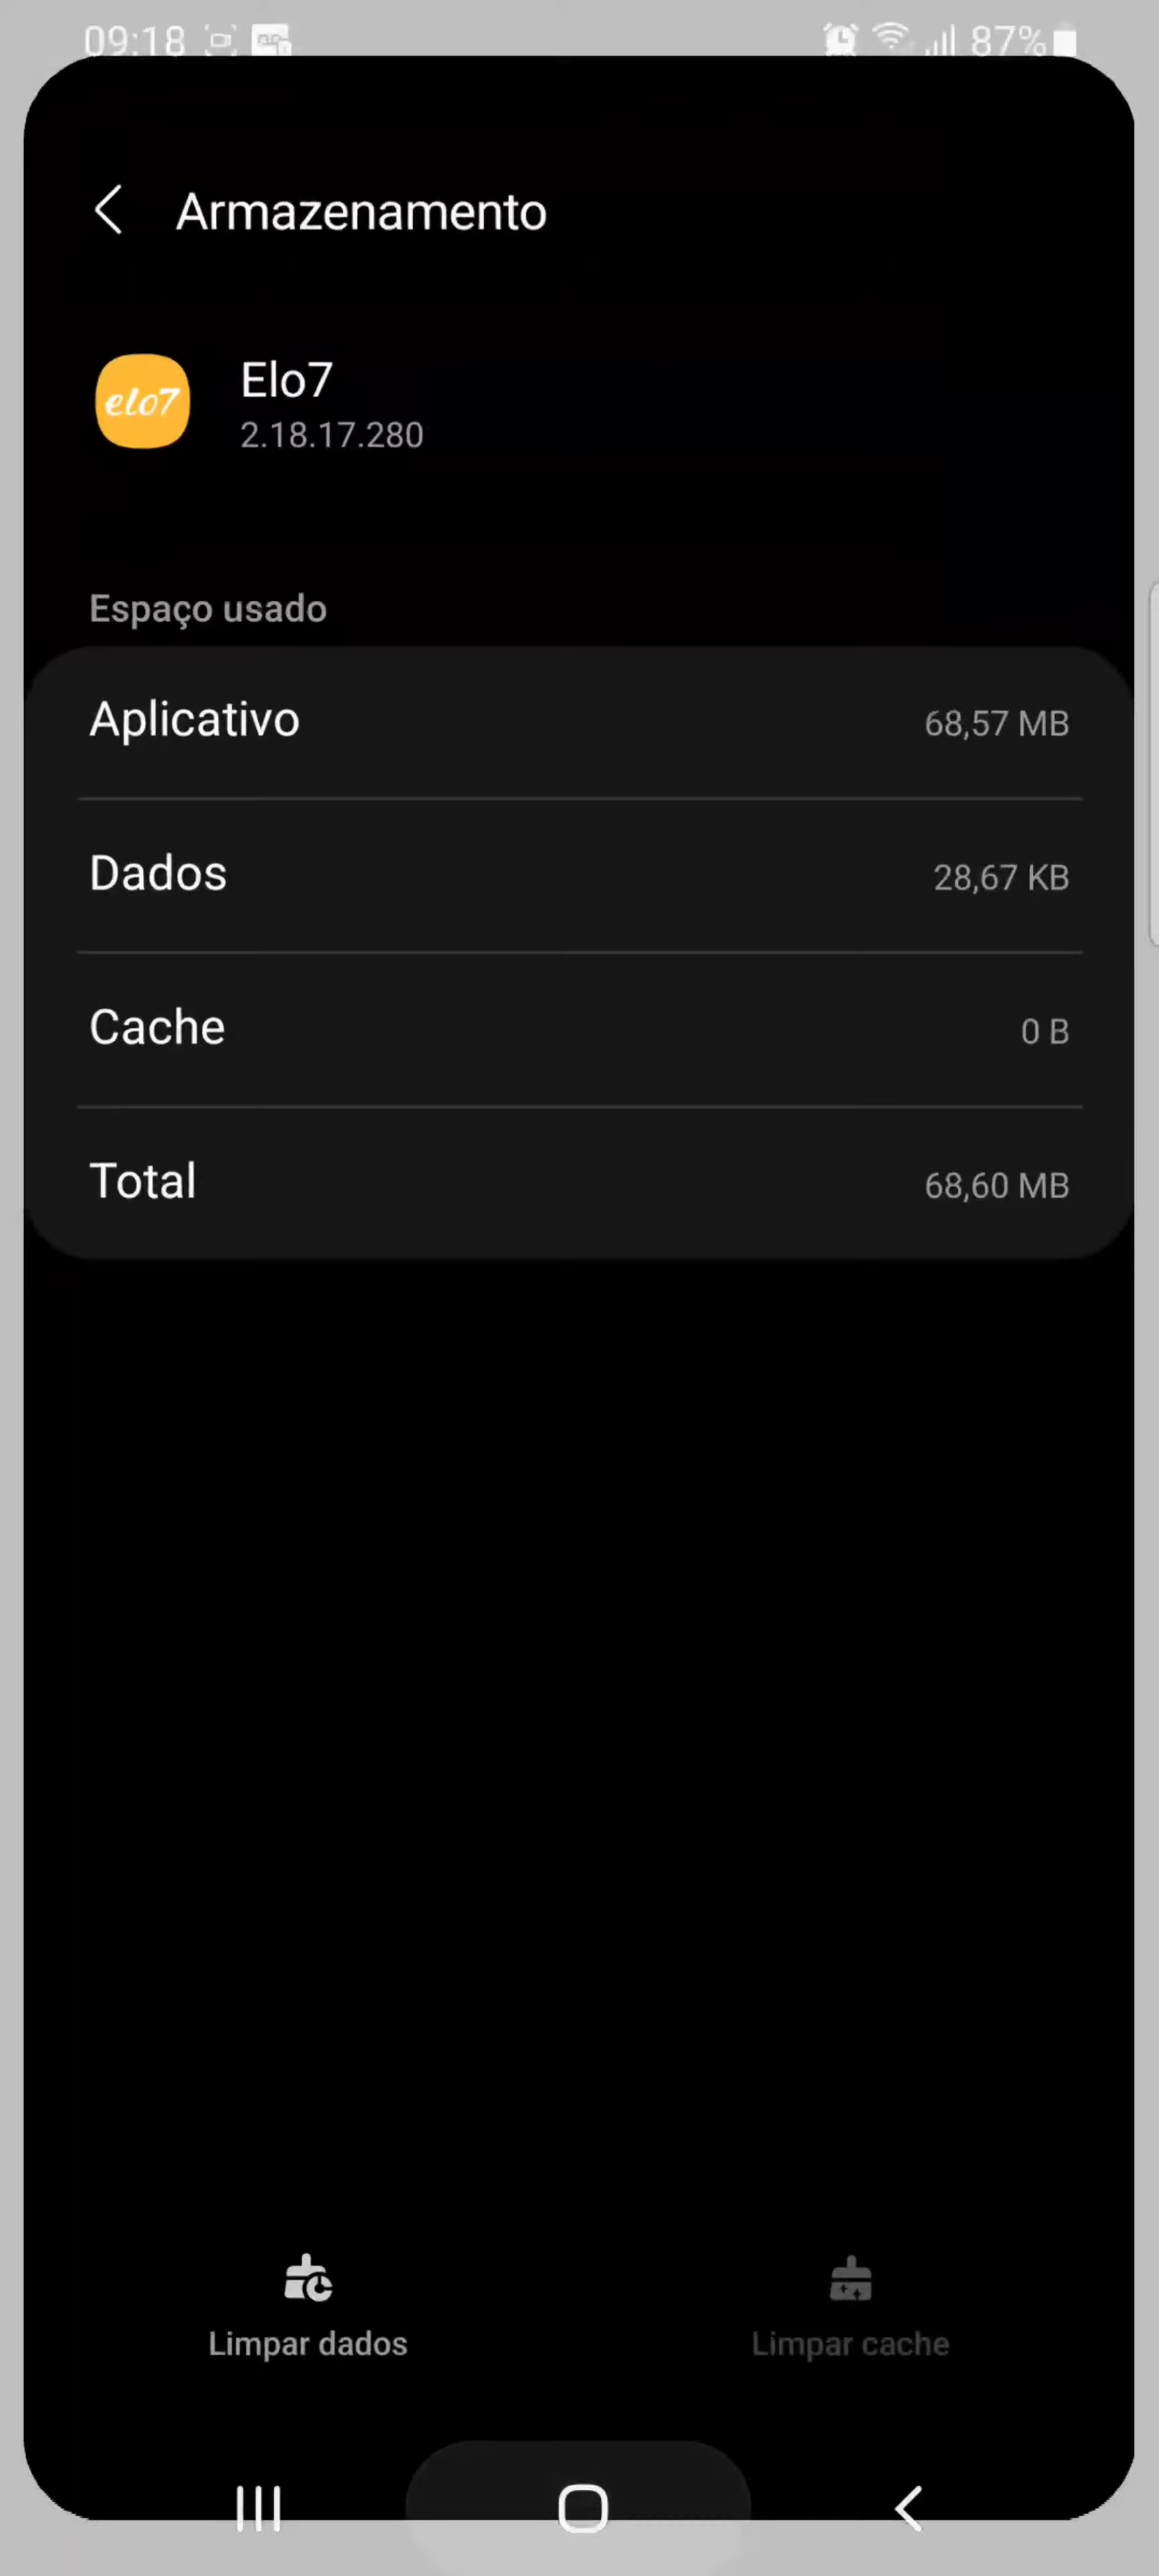 09:18 87%
Armazenamento
elo7
Elo7
2.18.17.280
Espaço usado
Aplicativo 68,57 MB
Dados 28,67 KB
Cache 0 B
Total 68,60 MB
Limpar dados Limpar cache